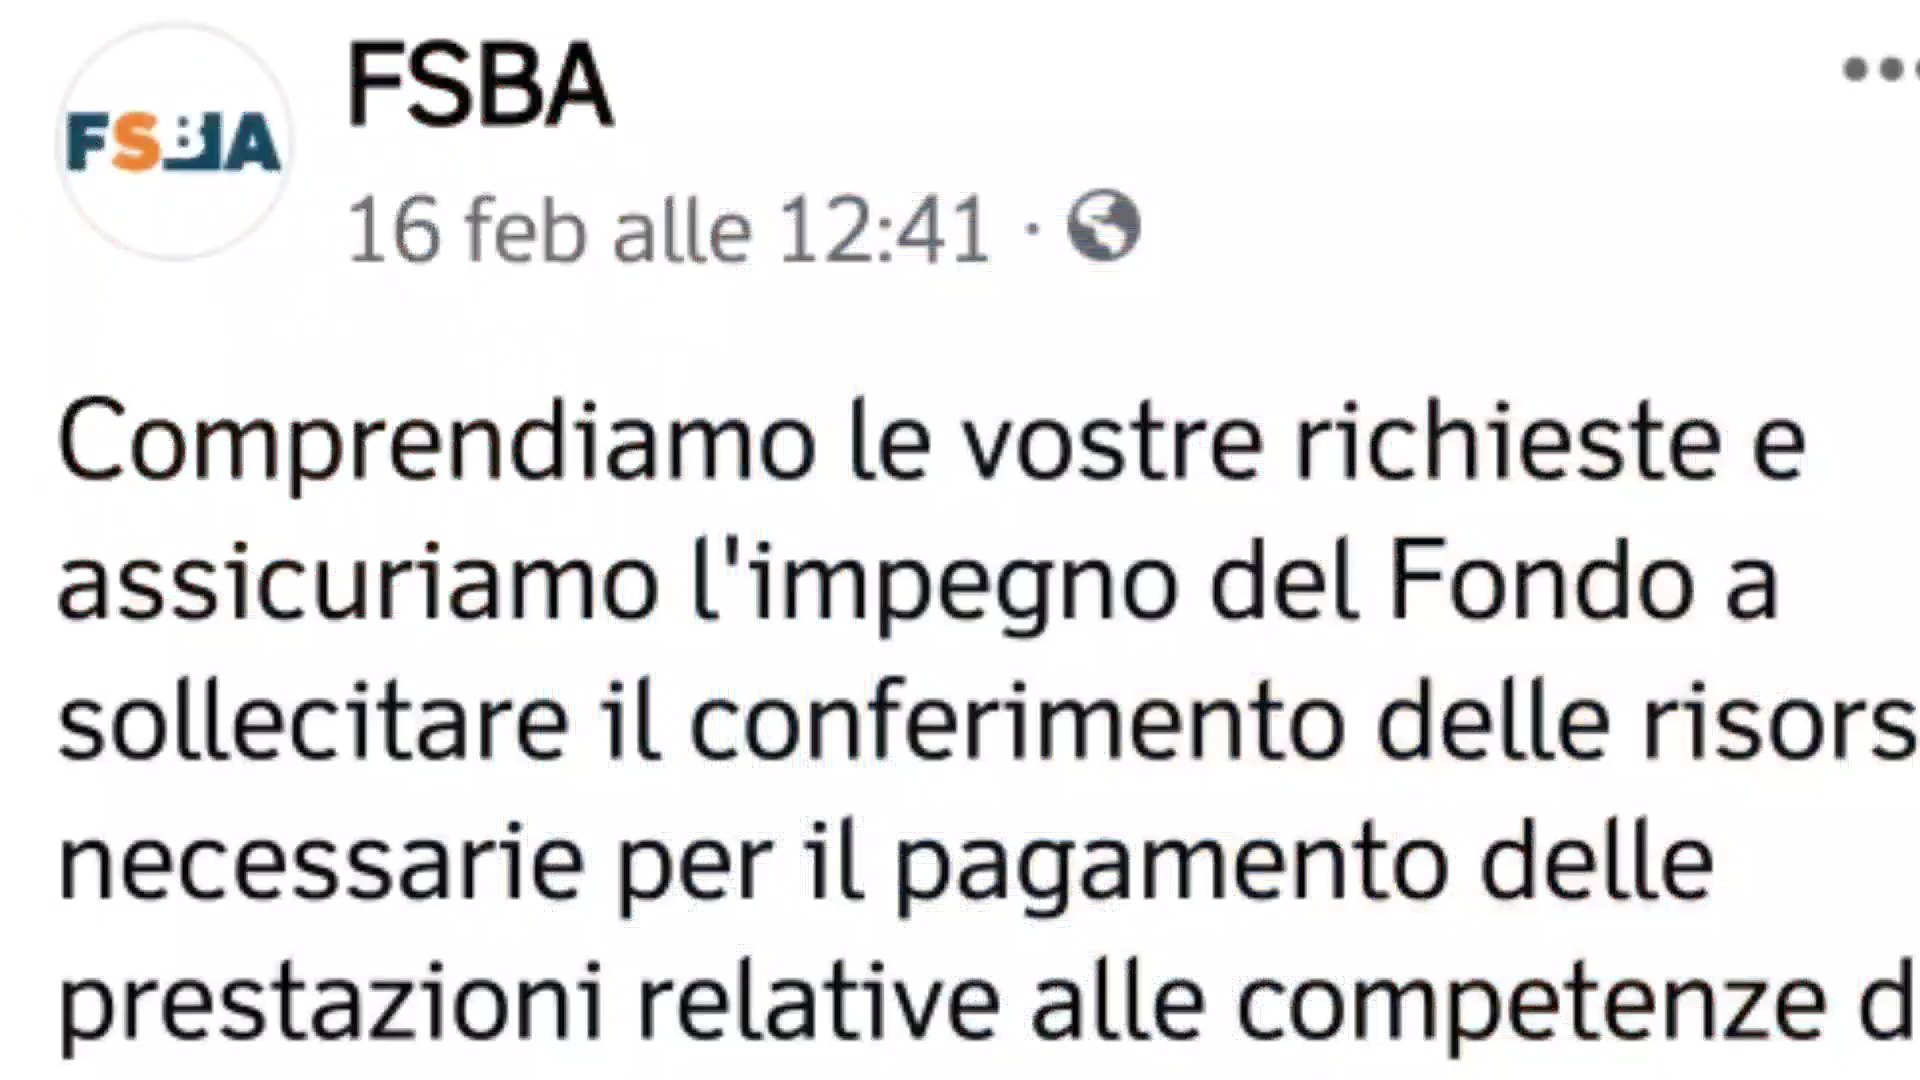 FSBA
FSBA
16 feb alle 12:41 ·
Comprendiamo le vostre richieste e
assicuriamo l'impegno del Fondo a
sollecitare il conferimento delle risors
necessarie per il pagamento delle
prestazioni relative alle competenze d